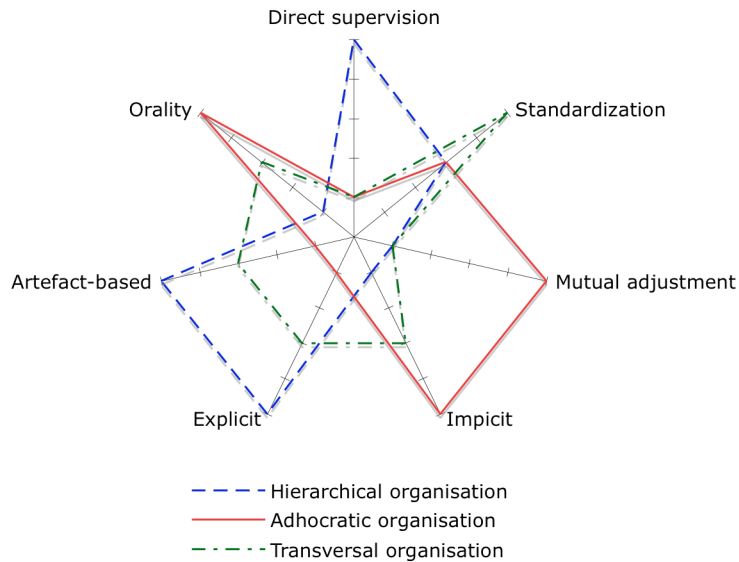 Direct supervision
Orality
Standardization
Artefact-based
Mutual adjustment
Explicit
Impicit
Hierarchical organisation
Adhocratic organisation
Transversal organisation